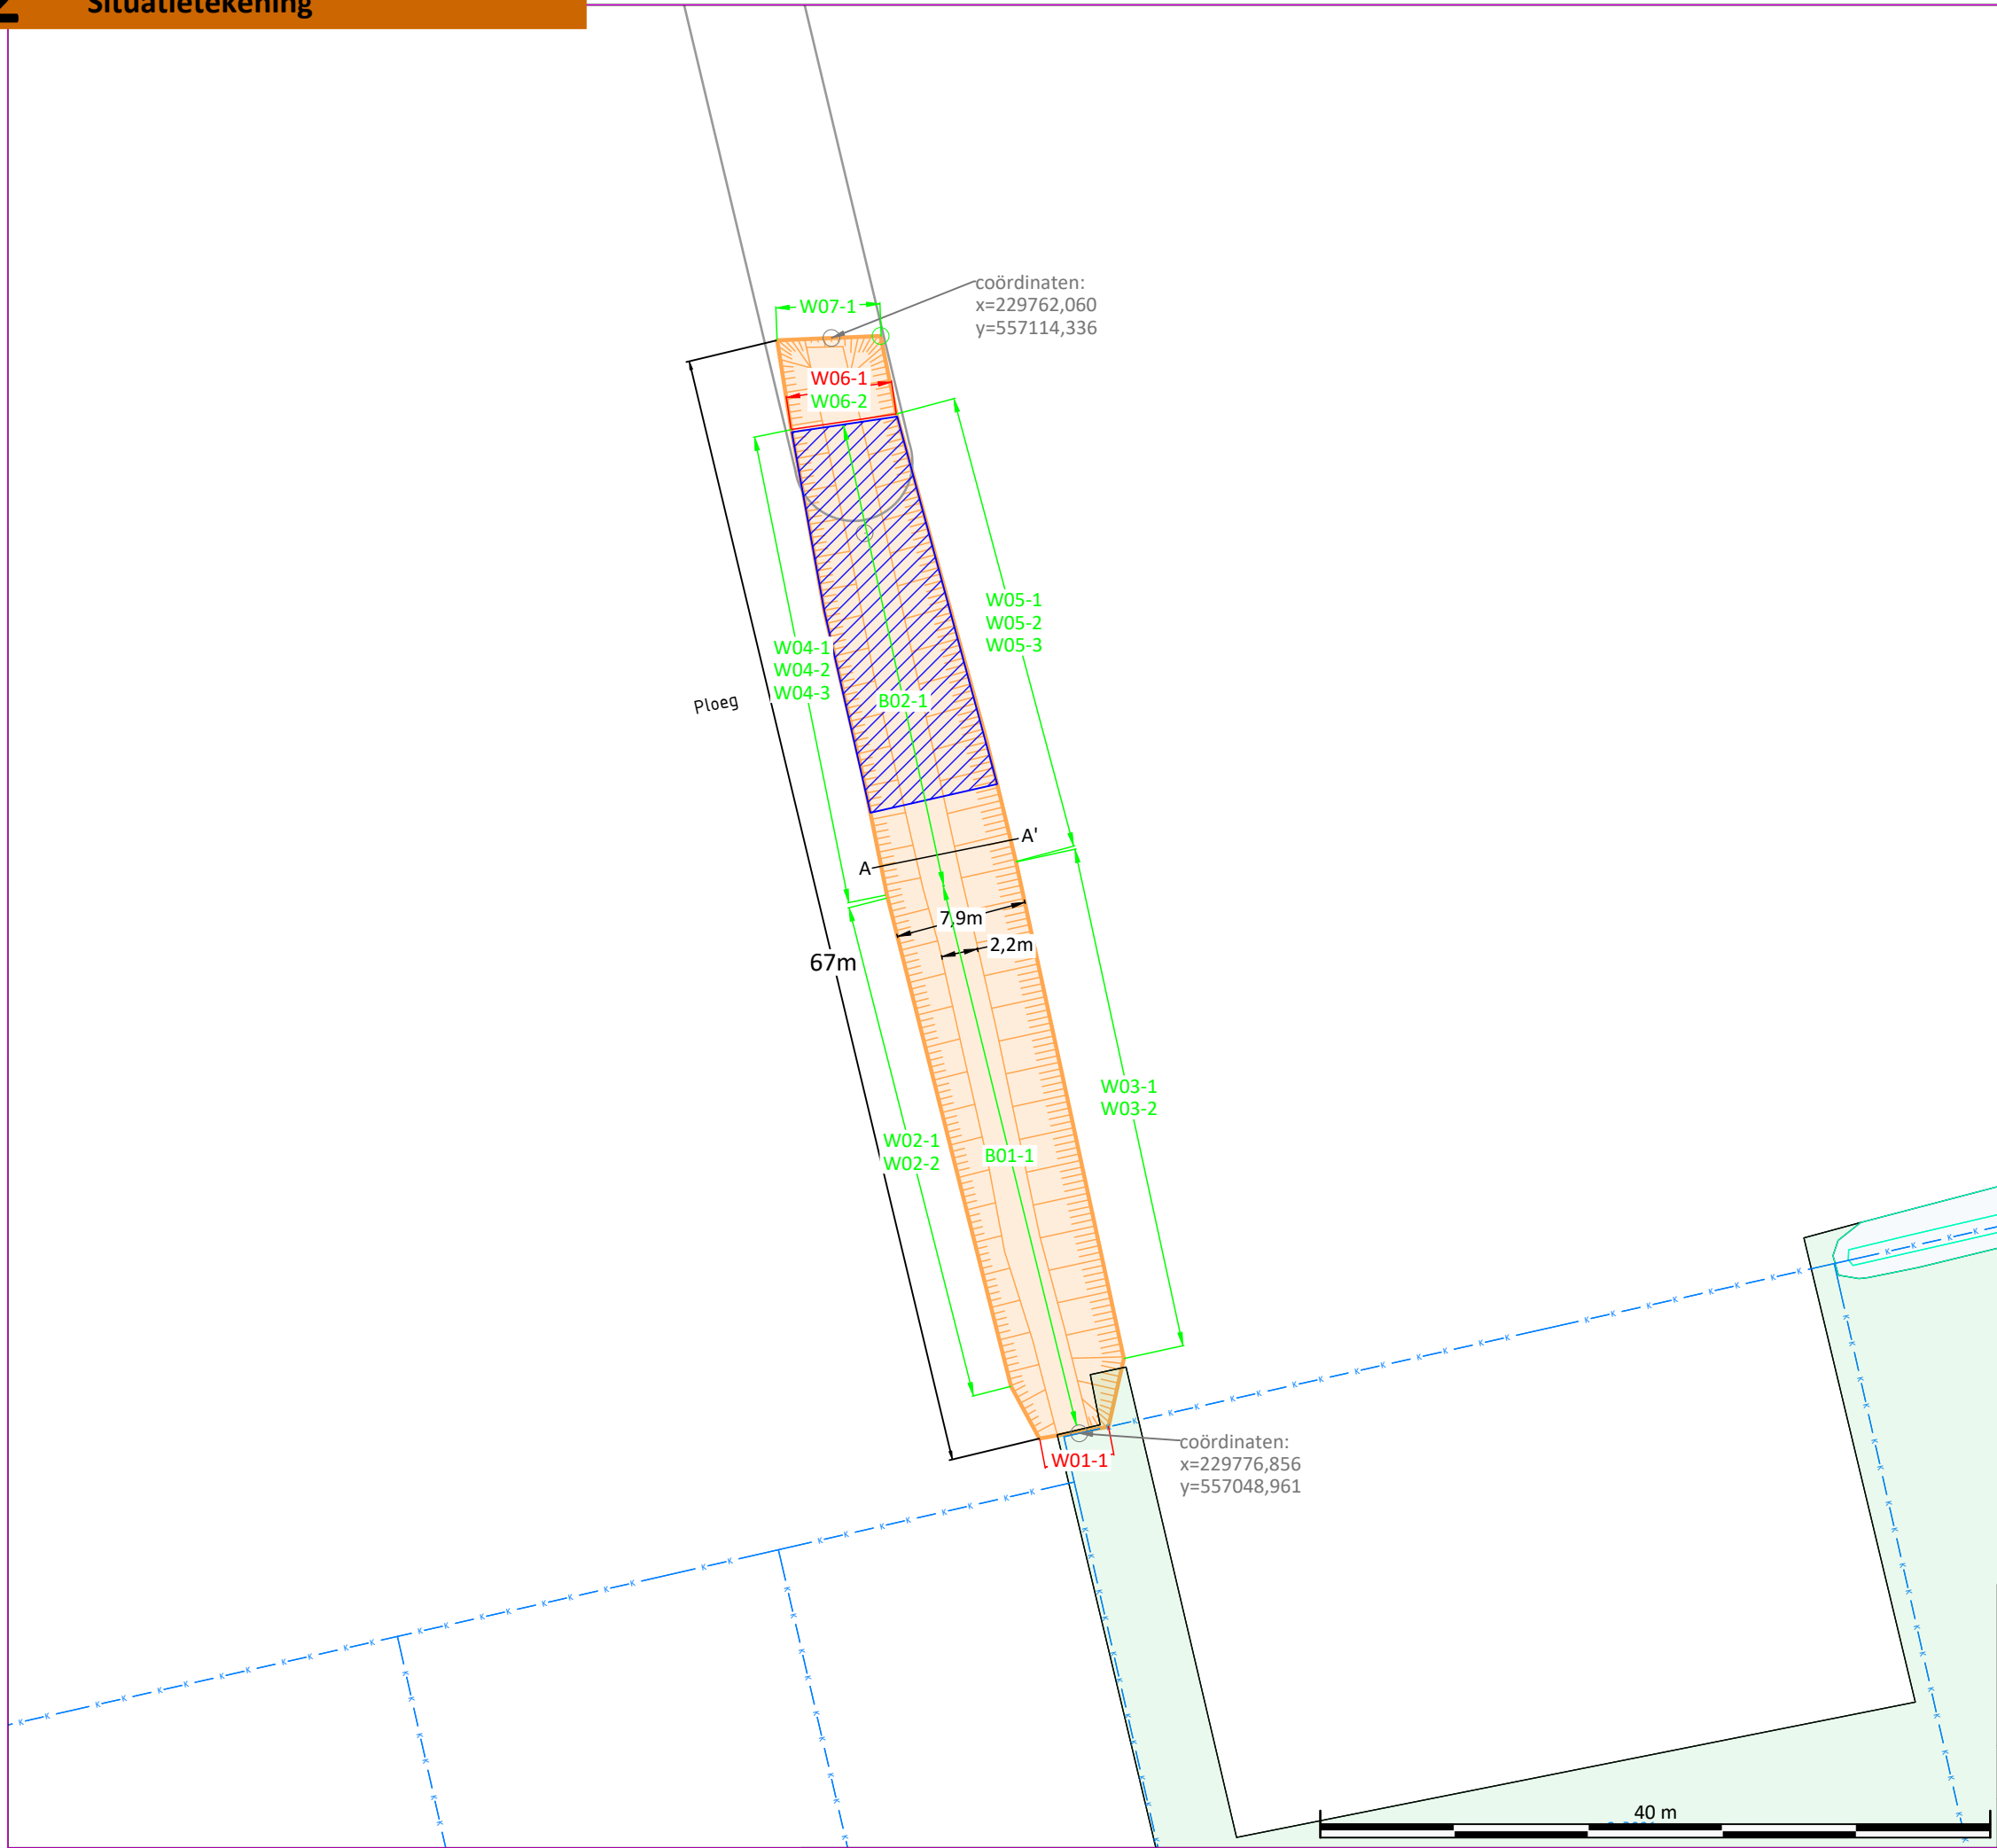 Situatietekening
coördinaten:
x=229762,060
y=557114,336
W07-1
W06-1
W06-2
W05-1
W05-2
W05-3
W04-1
W04-2
W04-3
Ploeg
B02-1
A'
A
7,9m
2,2m
67m
W03-1
W03-2
W02-1
W02-2
B01-1
coördinaten:
x=229776,856
y=557048,961
W01-1
40 m